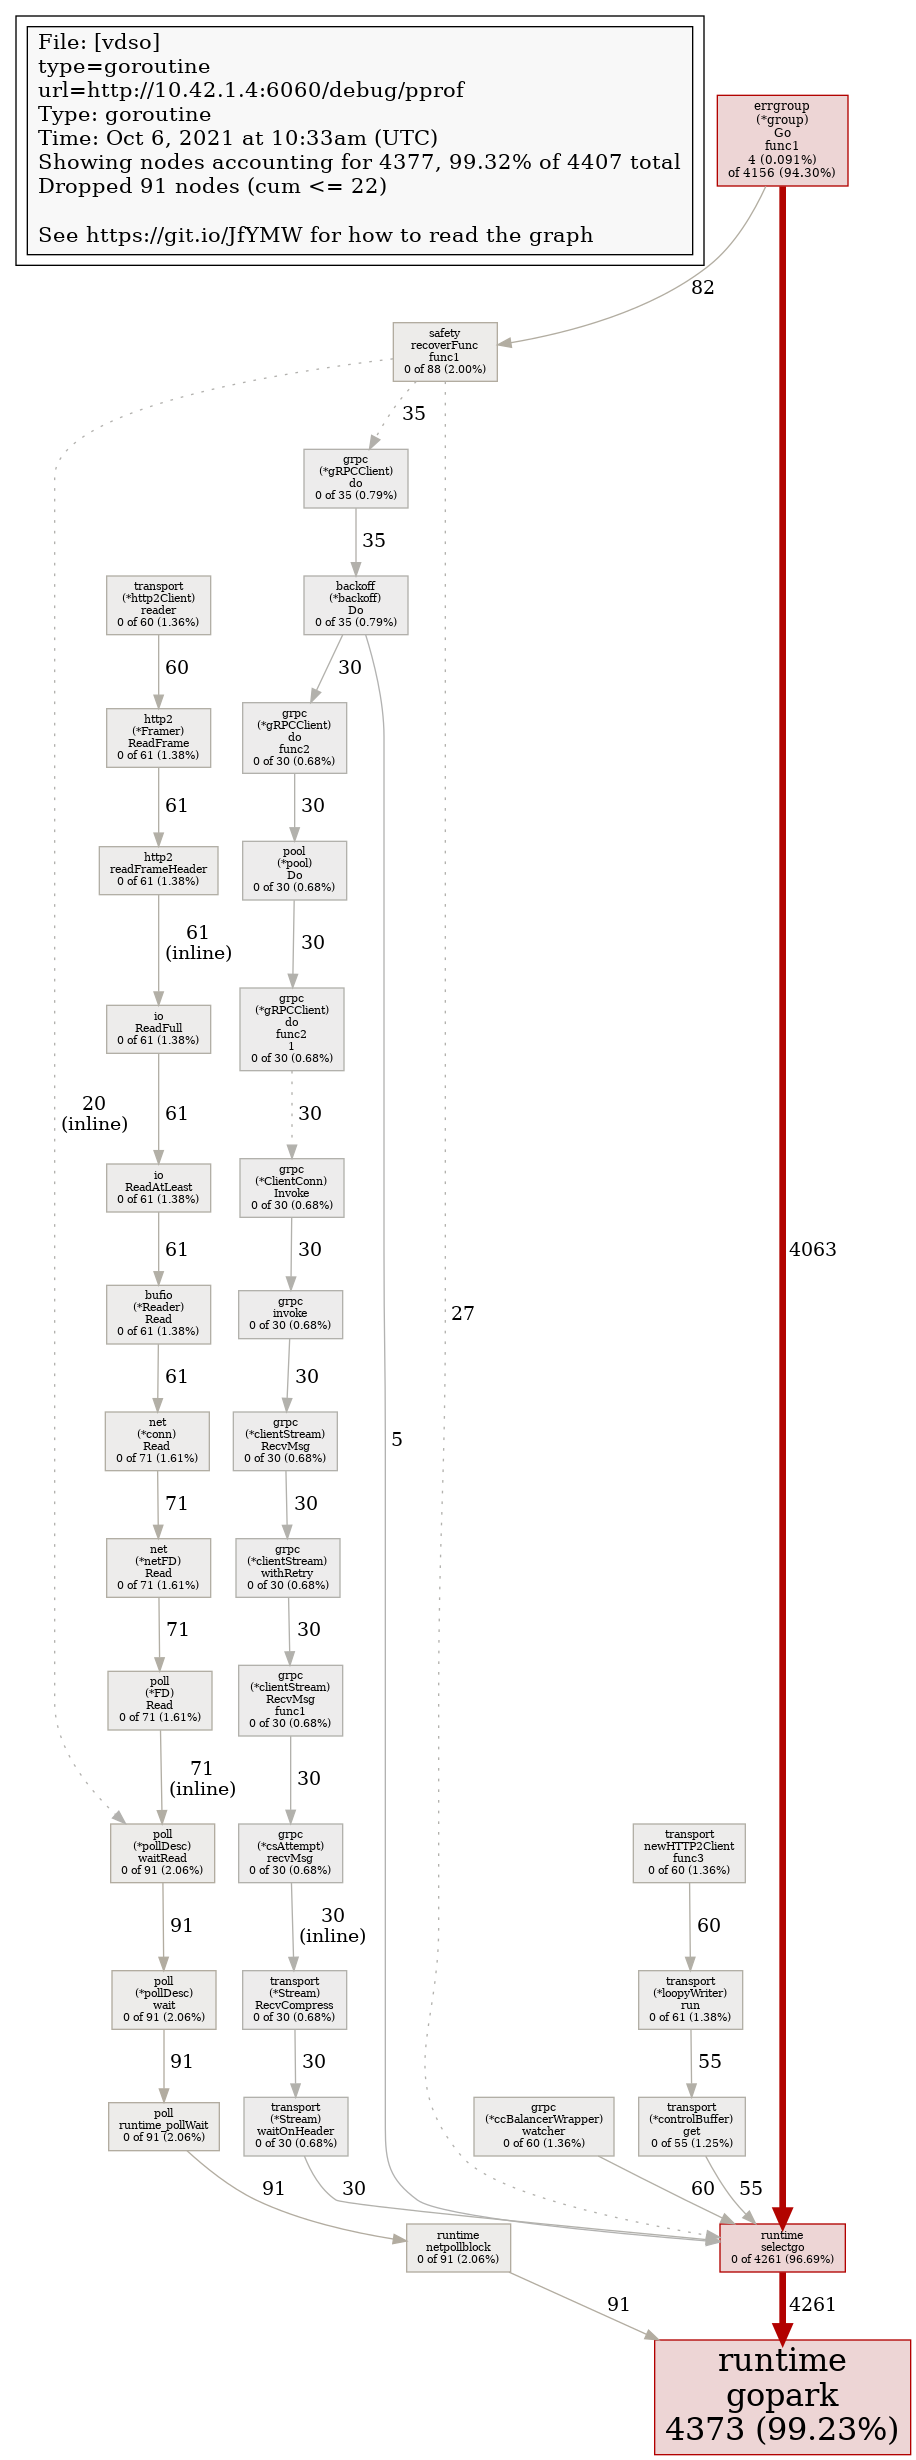 File: [vdso]
type=goroutine
url=http://10.42.1.4:6060/debug/pprof
Type: goroutine
Time: Oct 6, 2021 at 10:33am (UTC)
Showing nodes accounting for 4377, 99.32% of 4407 total
Dropped 91 nodes (cum <= 22)
See https://git.io/JfYMW for how to read the graph
errgroup
(*group)
Go
func1
4 (0.091%)
of 4156 (94.30%)
82
safety
recoverFunc
func1
0 of 88 (2.00%)
35
grpc
(*gRPCClient)
do
0 of 35 (0.79%)
35
transport
(*http2Client)
reader
0 of 60 (1.36%)
backoff
(*backoff)
Do
0 of 35 (0.79%)
60
30
http2
(*Framer)
ReadFrame
0 of 61 (1.38%)
grpc
(*gRPCClient)
do
func2
0 of 30 (0.68%)
61
30
http2
readFrameHeader
0 of 61 (1.38%)
pool
(*pool)
Do
0 of 30 (0.68%)
61
(inline)
30
io
ReadFull
0 of 61 (1.38%)
grpc
(*gRPCClient)
do
func2
1
0 of 30 (0.68%)
20
(inline)
61
30
io
ReadAtLeast
0 of 61 (1.38%)
grpc
(*ClientConn)
Invoke
0 of 30 (0.68%)
61
30
4063
bufio
(*Reader)
Read
0 of 61 (1.38%)
grpc
invoke
0 of 30 (0.68%)
27
61
30
net
(*conn)
Read
0 of 71 (1.61%)
grpc
(*clientStream)
RecvMsg
0 of 30 (0.68%)
5
71
30
net
(*netFD)
Read
0 of 71 (1.61%)
grpc
(*clientStream)
withRetry
0 of 30 (0.68%)
71
30
poll
(*FD)
Read
0 of 71 (1.61%)
grpc
(*clientStream)
RecvMsg
func1
0 of 30 (0.68%)
71
(inline)
30
poll
(*pollDesc)
waitRead
0 of 91 (2.06%)
grpc
(*csAttempt)
recvMsg
0 of 30 (0.68%)
transport
newHTTP2Client
func3
0 of 60 (1.36%)
91
30
(inline)
60
poll
(*pollDesc)
wait
0 of 91 (2.06%)
transport
(*Stream)
RecvCompress
0 of 30 (0.68%)
transport
(*loopyWriter)
run
0 of 61 (1.38%)
91
30
55
poll
runtime_pollWait
0 of 91 (2.06%)
transport
(*Stream)
waitOnHeader
0 of 30 (0.68%)
grpc
(*ccBalancerWrapper)
watcher
0 of 60 (1.36%)
transport
(*controlBuffer)
get
0 of 55 (1.25%)
91
30
60
55
runtime
netpollblock
0 of 91 (2.06%)
runtime
selectgo
0 of 4261 (96.69%)
91
4261
runtime
gopark
4373 (99.23%)